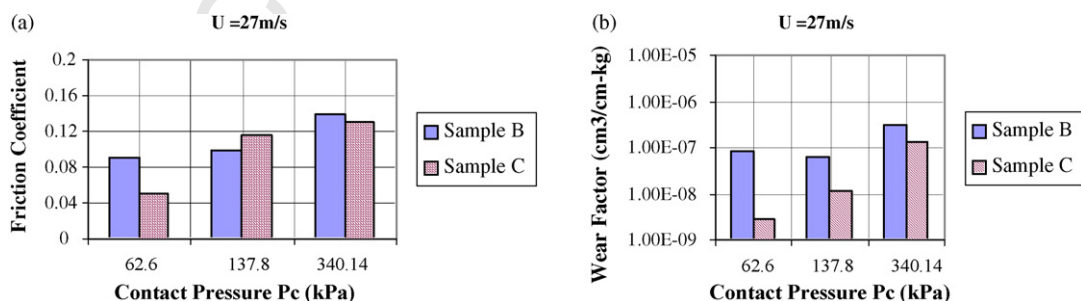 (a)
U =27m/s
Friction Coefficient
0.2
0.16
0.12
0.08
0.04
0
62.6 137.8 340.14
Contact Pressure Pc (kPa)
Sample B
Sample C
(b)
U =27m/s
Wear Factor (cm3/cm-kg)
1.00E-05
1.00E-06
1.00E-07
1.00E-08
1.00E-09
62.6 137.8 340.14
Contact Pressure Pc (kPa)
Sample B
Sample C